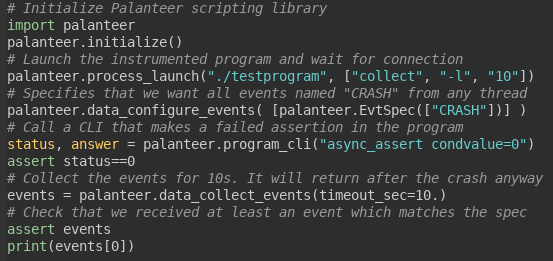 # Initialize Palanteer scripting library
import palanteer
palanteer.initialize()
# Launch the instrumented program and wait for connection
palanteer.process_launch("./testprogram", ["collect", "-l", "10"])
# Specifies that we want all events named "CRASH" from any thread
palanteer.data_configure_events( [palanteer.EvtSpec(["CRASH"])] )
# Call a CLI that makes a failed assertion in the program
status, answer = palanteer.program_cli("async_assert condvalue=0")
assert status==0
# Collect the events for 10s. It will return after the crash anyway
events = palanteer.data_collect_events(timeout_sec=10.)
# Check that we received at least an event which matches the spec
assert events
print(events[0])